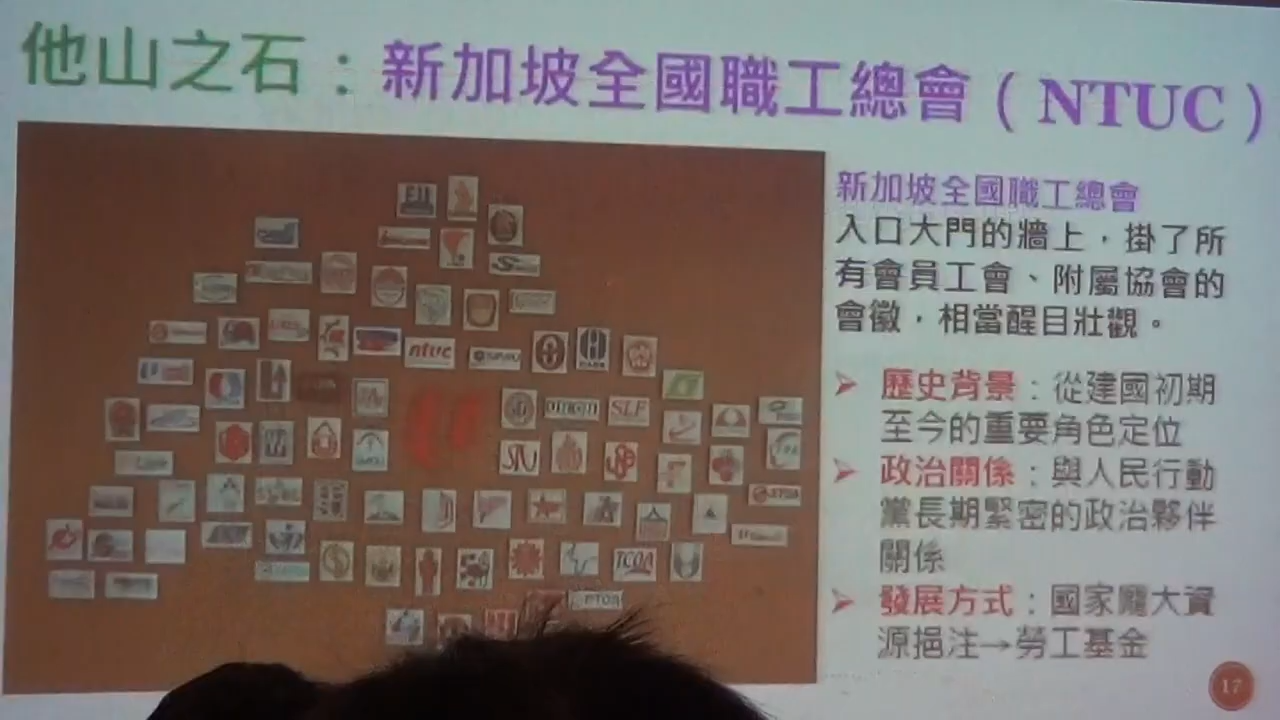 他山之石：新加坡全國職工總會（NTUC）
新加坡全國職工總會
入口大門的牆上，掛了所
有會員工會、附屬協會的
會徽，相當醒目壯觀。
歷史背景：從建國初期
至今的重要角色定位
政治關係：與人民行動
黨長期緊密的政治夥伴
關係
發展方式：國家龐大資
源挹注→勞工基金
ntuc
SLF
TCOA
17